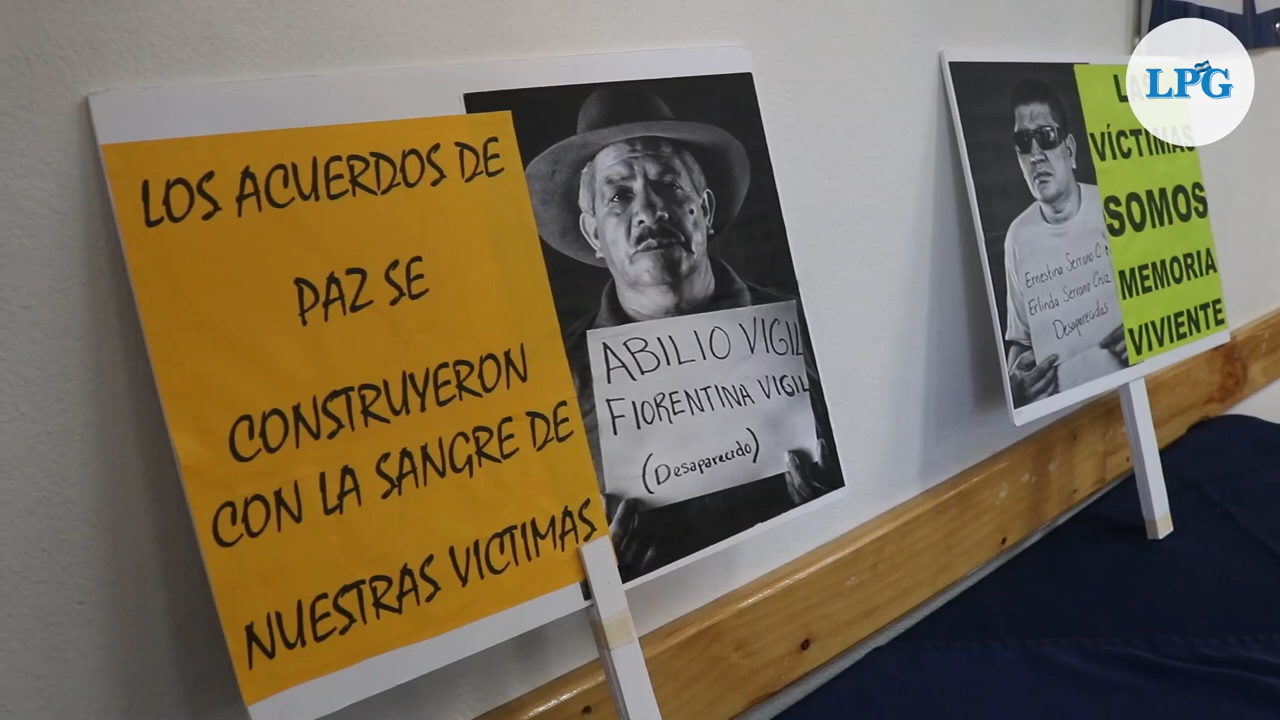 LOS ACUERDOS DE
PAZ SE
CONSTRUYERON
CON LA SANGRE DE
NUESTRAS VICTIMAS
ABILIO VIGIL
FIORENTINA VIGIL
(Desaparecido)
Ernestina Serrano C
Erlinda Serrano Cruz
Desaparecidas
LAS
VÍCTIMAS
SOMOS
MEMORIA
VIVIENTE
LPG